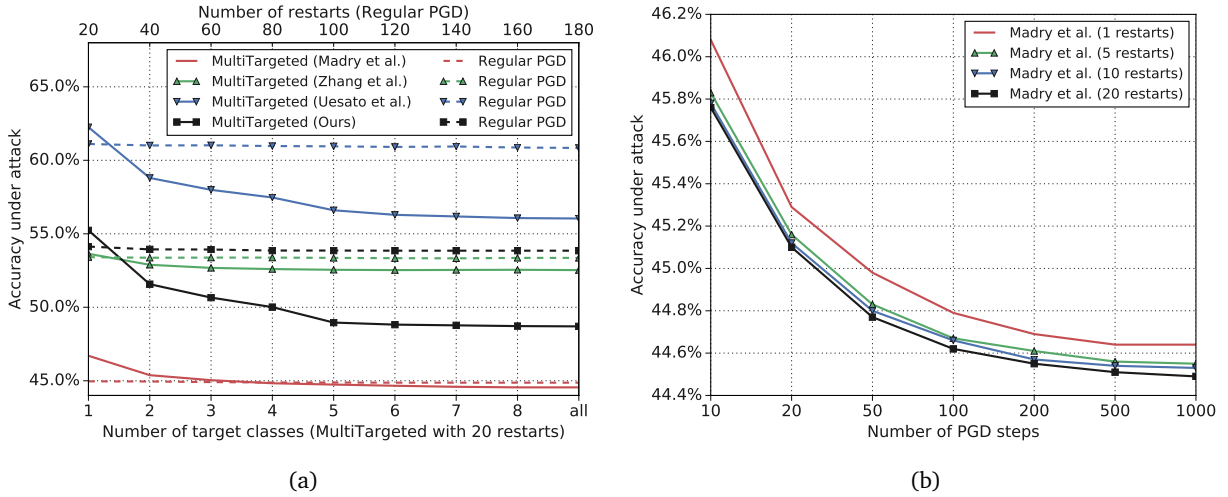 Number of restarts (Regular PGD)
20 40 60 80 100 120 140 160 180
MultiTargeted (Madry et al.) Regular PGD
MultiTargeted (Zhang et al.) Regular PGD
MultiTargeted (Uesato et al.) Regular PGD
MultiTargeted (Ours) Regular PGD
Accuracy under attack
65.0%
60.0%
55.0%
50.0%
45.0%
1 2 3 4 5 6 7 8 all
Number of target classes (MultiTargeted with 20 restarts)
(a)
Madry et al. (1 restarts)
Madry et al. (5 restarts)
Madry et al. (10 restarts)
Madry et al. (20 restarts)
Accuracy under attack
46.2%
46.0%
45.8%
45.6%
45.4%
45.2%
45.0%
44.8%
44.6%
44.4%
10 20 50 100 200 500 1000
Number of PGD steps
(b)